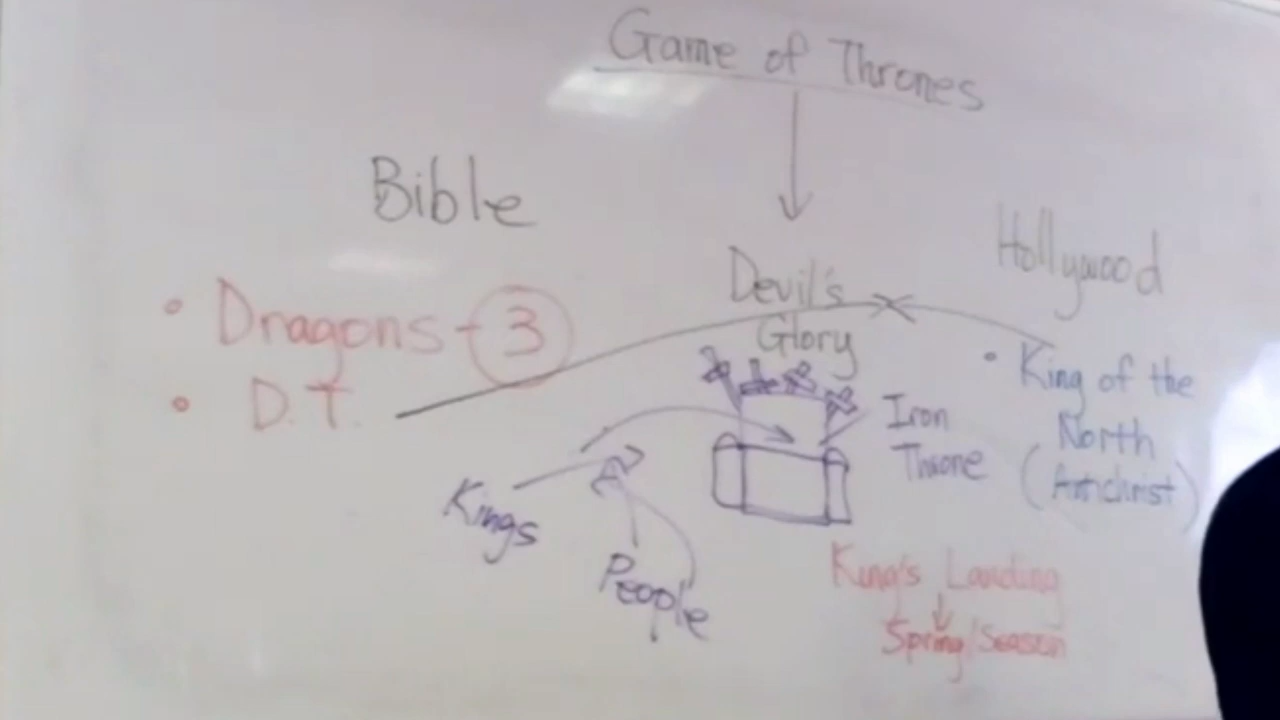 Game of Thrones
Bible
Devil's
Glory
Hollywood
• Dragons - 3
• D.T.
• King of the
North
(Antichrist)
Iron
Throne
Kings
People
King's Landing
Spring/Season